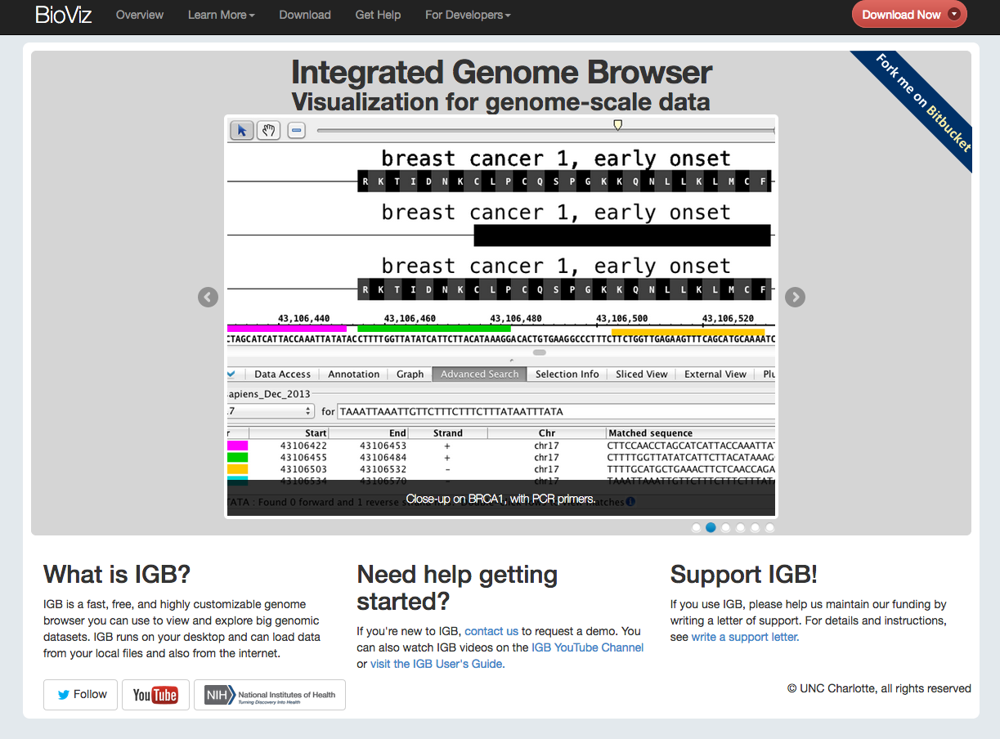 BioViz Overview Learn More Download Get Help For Developers Download Now
Fork me on Bitbucket
Integrated Genome Browser
Visualization for genome-scale data
breast cancer 1, early onset
R K T I D N K C L P C Q S P G K K Q N L L K L M C F
breast cancer 1, early onset
breast cancer 1, early onset
R K T I D N K C L P C Q S P G K K Q N L L K L M C F
43,106,440 43,106,460 43,106,480 43,106,500 43,106,520
CTAGCATCATTACCAAATTATATACCTTTTGGTTATATCATTCTTACATAAAGGACACTGTGAAGGCCCTTTCTTCTGGTTGAGAAGTTTCAGCATGCAAAATC
Data Access Annotation Graph Advanced Search Selection Info Sliced View External View Plu
apiens_Dec_2013
.7 for TAAATTAAATTGTTCTTTCTTTCTTTATAATTTATA
r Start End Strand Chr Matched sequence
43106422 43106453 + chr17 CTTCCAACCTAGCATCATTACCAAATTA
43106455 43106484 + chr17 CTTTTGGTTATATCATTCTTACATAAAG
43106503 43106532 - chr17 TTTTGCATGCTGAAACTTCTCAACCAGA
43106534 43106570 - chr17 TAAATTAAATTGTTCTTTCTTTCTTTAT
TATA : Found 0 forward and 1 reverse strand hits. Double-click rows to view matches
Close-up on BRCA1, with PCR primers.
What is IGB?
IGB is a fast, free, and highly customizable genome
browser you can use to view and explore big genomic
datasets. IGB runs on your desktop and can load data
from your local files and also from the internet.
Need help getting
started?
If you're new to IGB, contact us to request a demo. You
can also watch IGB videos on the IGB YouTube Channel
or visit the IGB User's Guide.
Support IGB!
If you use IGB, please help us maintain our funding by
writing a letter of support. For details and instructions,
see write a support letter.
Follow YouTube NIH National Institutes of Health
Turning Discovery Into Health
© UNC Charlotte, all rights reserved